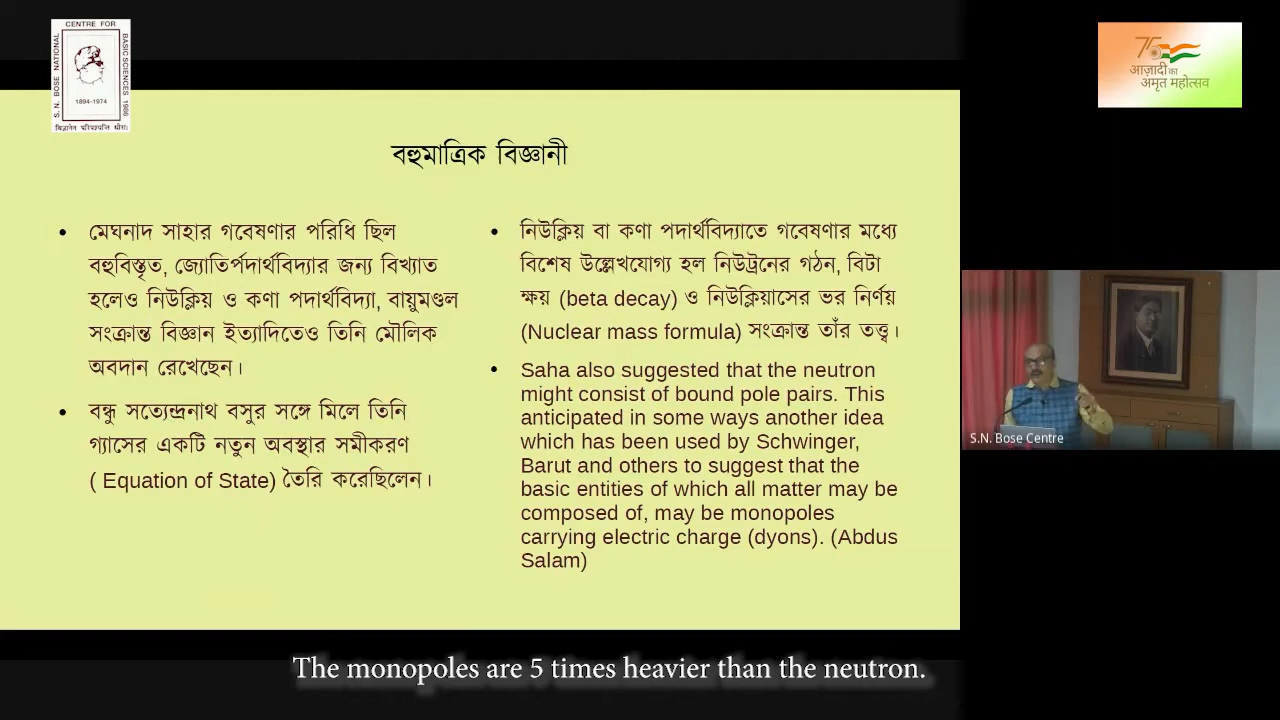 CENTRE FOR
S. N. BOSE NATIONAL
BASIC SCIENCES 1986
1894-1974
75
आज़ादी का
अमृत महोत्सव
বহুমাত্রিক বিজ্ঞানী
• মেঘনাদ সাহার গবেষণার পরিধি ছিল
বহুবিস্তৃত, জ্যোতির্পদার্থবিদ্যার জন্য বিখ্যাত
হলেও নিউক্লিয় ও কণা পদার্থবিদ্যা, বায়ুমণ্ডল
সংক্রান্ত বিজ্ঞান ইত্যাদিতেও তিনি মৌলিক
অবদান রেখেছেন।
• বন্ধু সত্যেন্দ্রনাথ বসুর সঙ্গে মিলে তিনি
গ্যাসের একটি নতুন অবস্থার সমীকরণ
( Equation of State) তৈরি করেছিলেন।
• নিউক্লিয় বা কণা পদার্থবিদ্যাতে গবেষণার মধ্যে
বিশেষ উল্লেখযোগ্য হল নিউট্রনের গঠন, বিটা
ক্ষয় (beta decay) ও নিউক্লিয়াসের ভর নির্ণয়
(Nuclear mass formula) সংক্রান্ত তাঁর তত্ত্ব।
• Saha also suggested that the neutron
might consist of bound pole pairs. This
anticipated in some ways another idea
which has been used by Schwinger,
Barut and others to suggest that the
basic entities of which all matter may be
composed of, may be monopoles
carrying electric charge (dyons). (Abdus
Salam)
S.N. Bose Centre
The monopoles are 5 times heavier than the neutron.